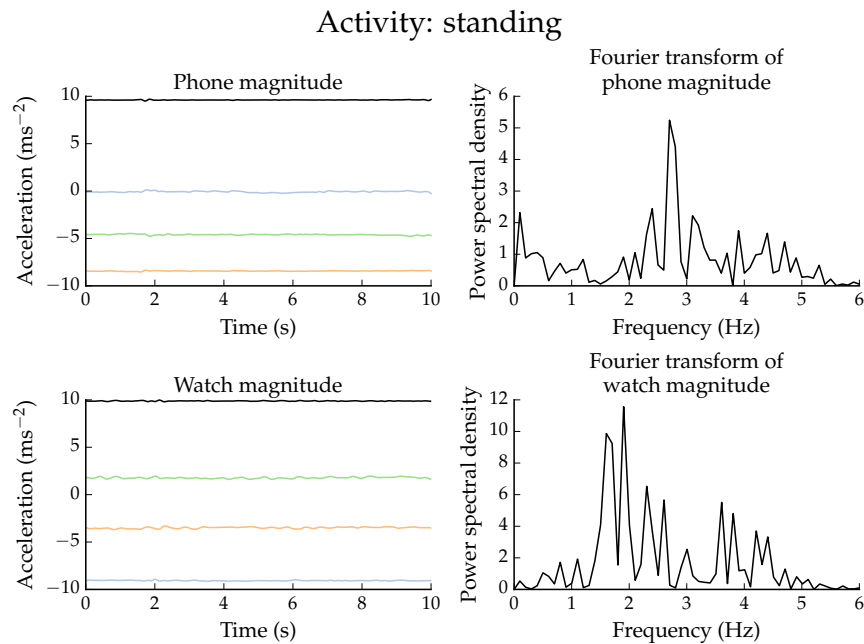 Activity: standing
Phone magnitude
Acceleration (ms−2)
10
5
0
−5
−10
0 2 4 6 8 10
Time (s)
Fourier transform of
phone magnitude
Power spectral density
6
5
4
3
2
1
0
0 1 2 3 4 5 6
Frequency (Hz)
Watch magnitude
Acceleration (ms−2)
10
5
0
−5
−10
0 2 4 6 8 10
Time (s)
Fourier transform of
watch magnitude
Power spectral density
12
10
8
6
4
2
0
0 1 2 3 4 5 6
Frequency (Hz)